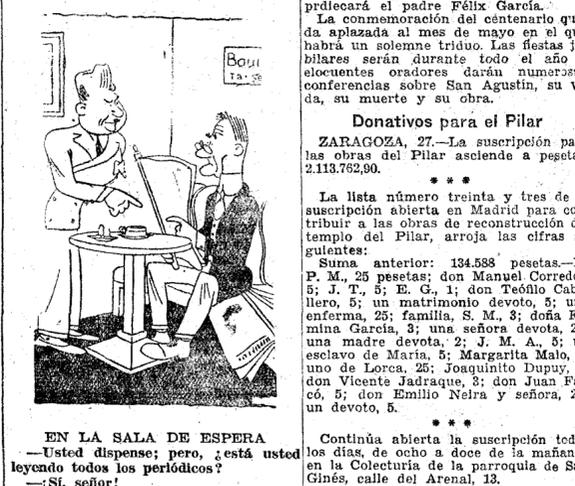 Boui
ta-se
EN LA SALA DE ESPERA
—Usted dispense; pero, ¿está usted
leyendo todos los periódicos?
—¡Sí, señor!
prdiecará el padre Félix García.
La conmemoración del céntenario qu
da aplazada al mes de mayo en el qu
habrá un solemne triduo. Las fiestas j
bilares serán durante todo el año
elocuentes oradores darán numeros
conferencias sobre San Agustín, su v
da, su muerte y su obra.
Donativos para el Pilar
ZARAGOZA, 27.—La suscripción pa
las obras del Pilar asciende a peseta
2.113.762,90.
* * *
La lista número treinta y tres de
suscripción abierta en Madrid para co
tribuir a las obras de reconstrucción d
templo del Pilar, arroja las cifras
guientes:
Suma anterior: 134.588 pesetas.—
P. M., 25 pesetas; don Manuel Corred
5; J. T., 5; E. G., 1; don Teófilo Cab
llero, 5; un matrimonio devoto, 5; u
enferma, 25; familia, S. M., 3; doña E
mina García, 3; una señora devota, 2
una madre devota, 2; J. M. A., 5;
esclavo de María, 5; Margarita Malo,
uno de Lorca, 25; Joaquinito Dupuy,
don Vicente Jadraque, 3; don Juan F
có, 5; don Emilio Neira y señora, 2
un devoto, 5.
* * *
Continúa abierta la suscripción tod
los días, de ocho a doce de la mañan
en la Colecturía de la parroquia de S
Ginés, calle del Arenal, 13.